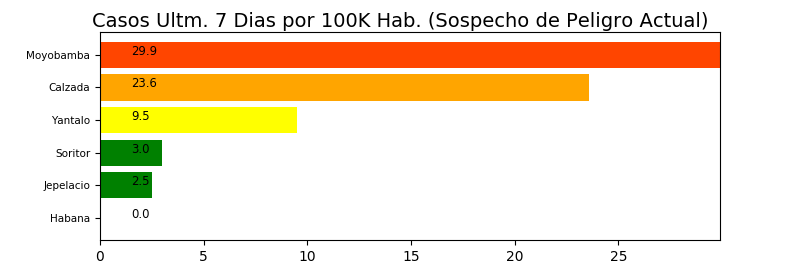 Casos Ultm. 7 Dias por 100K Hab. (Sospecho de Peligro Actual)
Moyobamba 29.9
Calzada 23.6
Yantalo 9.5
Soritor 3.0
Jepelacio 2.5
Habana 0.0
0 5 10 15 20 25